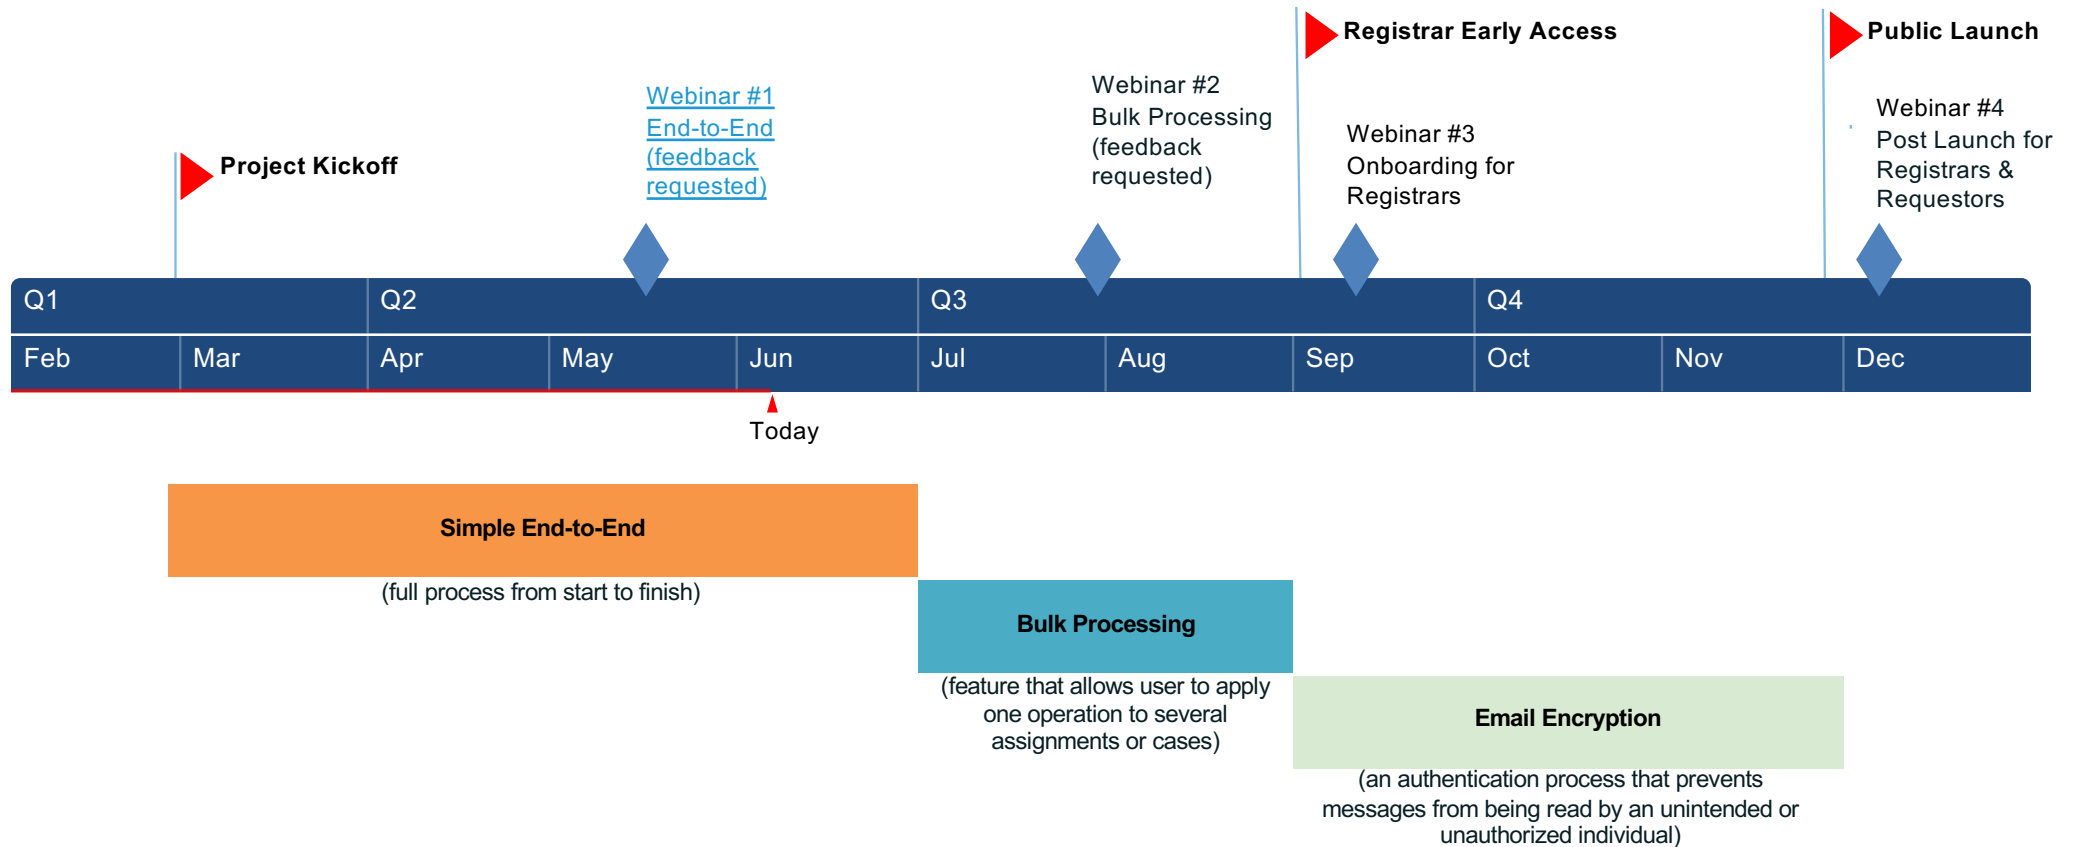 Registrar Early Access
Public Launch
Webinar #1
End-to-End
(feedback
requested)
Webinar #2
Bulk Processing
(feedback
requested)
Webinar #3
Onboarding for
Registrars
Webinar #4
Post Launch for
Registrars &
Requestors
Project Kickoff
Q1
Q2
Q3
Q4
Feb
Mar
Apr
May
Jun
Jul
Aug
Sep
Oct
Nov
Dec
Today
Simple End-to-End
(full process from start to finish)
Bulk Processing
(feature that allows user to apply
one operation to several
assignments or cases)
Email Encryption
(an authentication process that prevents
messages from being read by an unintended or
unauthorized individual)